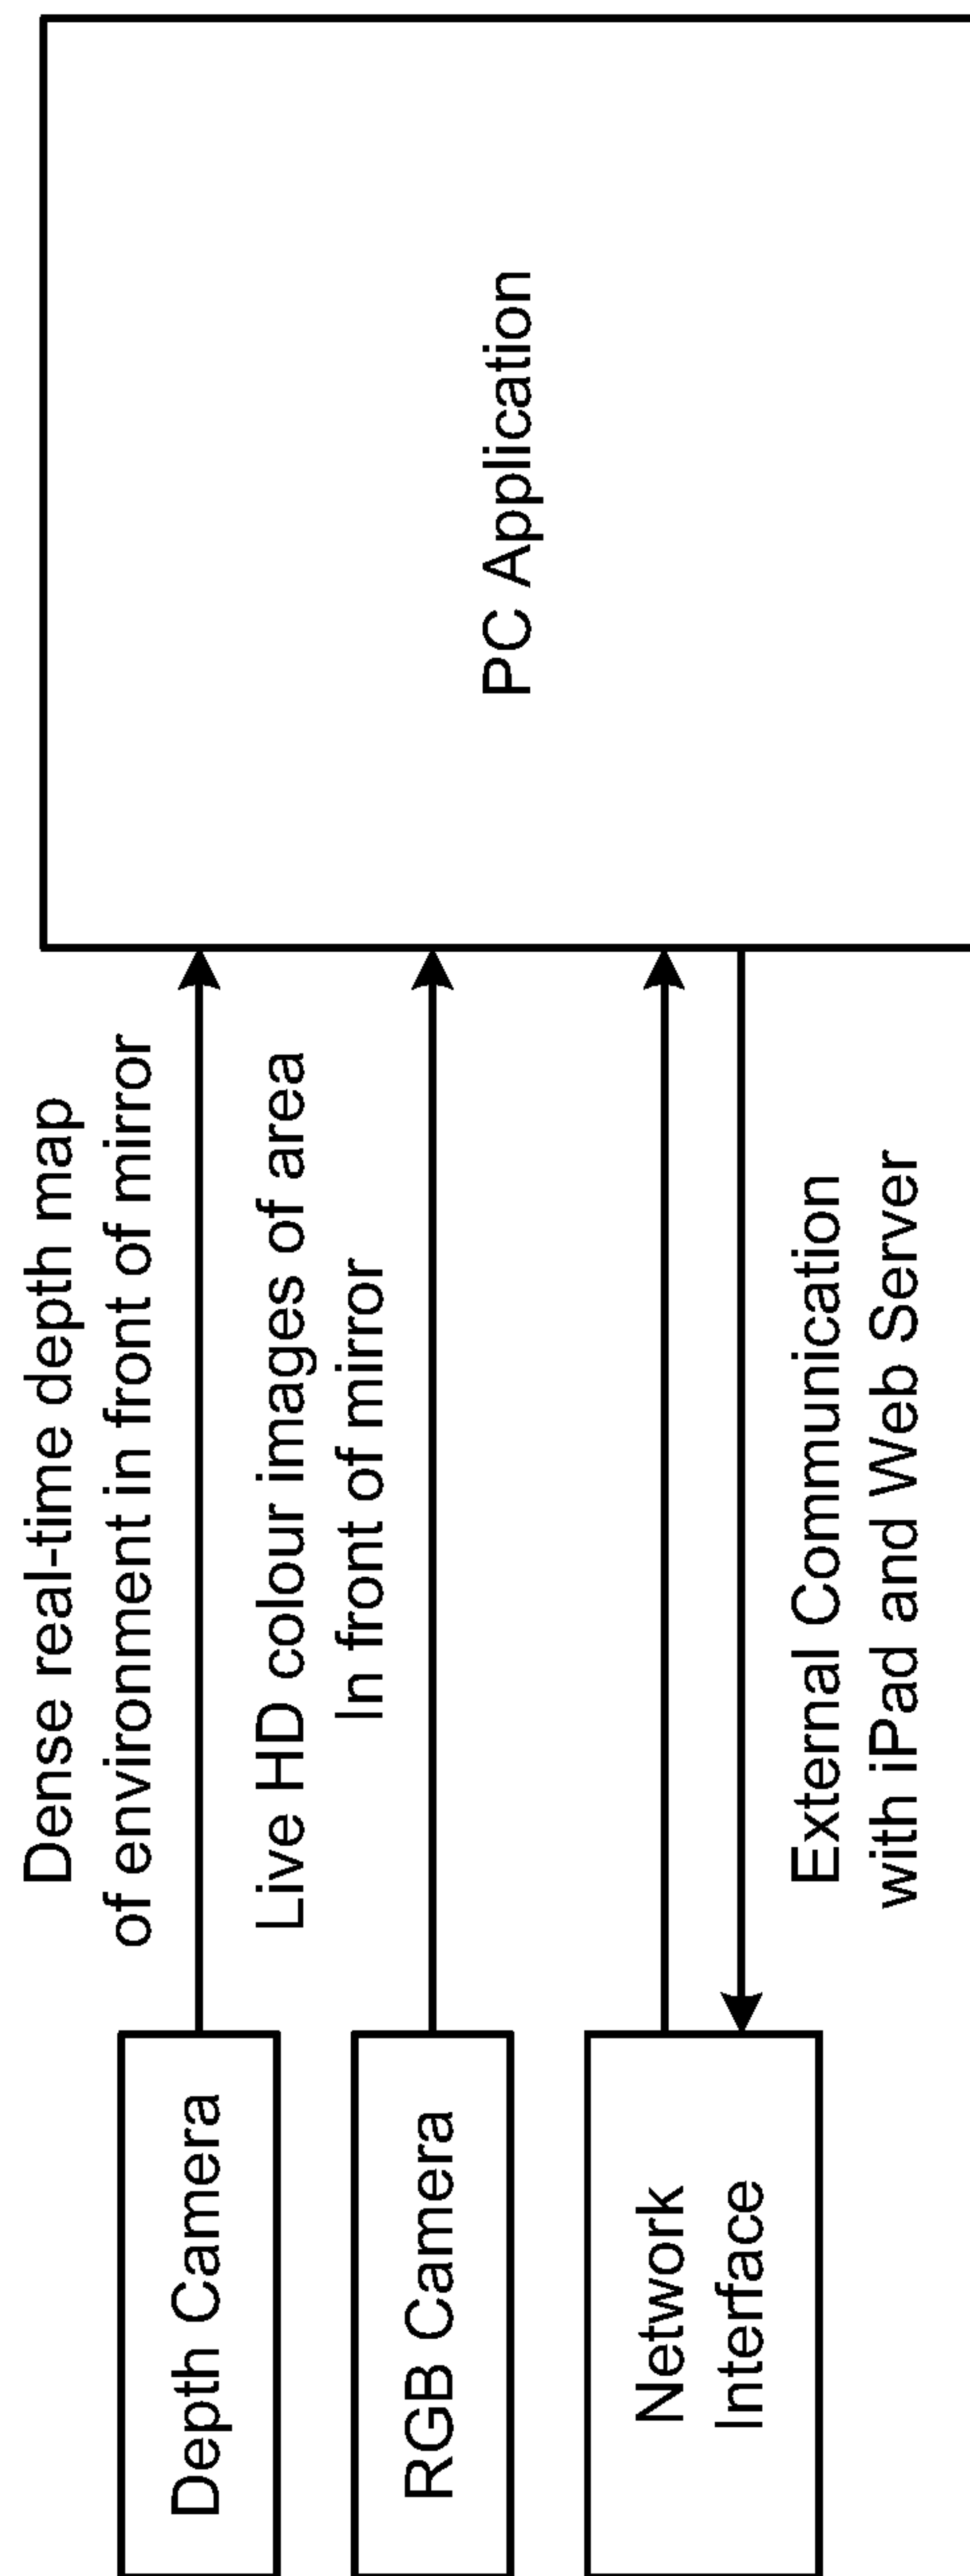 Dense real-time depth map
of environment in front of mirror
Depth Camera
Live HD colour images of area
In front of mirror
RGB Camera
PC Application
Network
Interface
External Communication
with iPad and Web Server